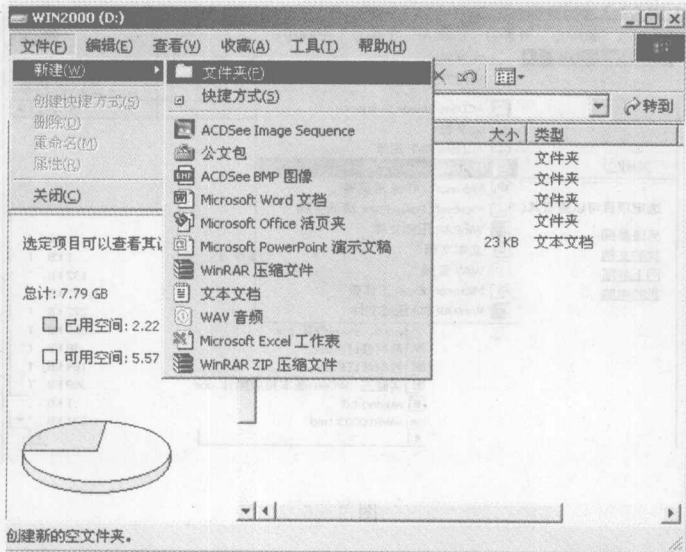 WIN2000 (D:)
文件(F) 编辑(E) 查看(V) 收藏(A) 工具(T) 帮助(H)
新建(W)
文件夹(F)
创建快捷方式(S)
快捷方式(S)
转到
删除(D)
重命名(M)
属性(R)
关闭(C)
ACDSee Image Sequence
公文包
ACDSee BMP 图像
Microsoft Word 文档
Microsoft Office 活页夹
Microsoft PowerPoint 演示文稿
WinRAR 压缩文件
文本文档
WAV 音频
Microsoft Excel 工作表
WinRAR ZIP 压缩文件
大小 类型
文件夹
文件夹
文件夹
文件夹
23 KB 文本文档
选定项目可以查看其
总计: 7.79 GB
已用空间: 2.22
可用空间: 5.57
创建新的空文件夹。